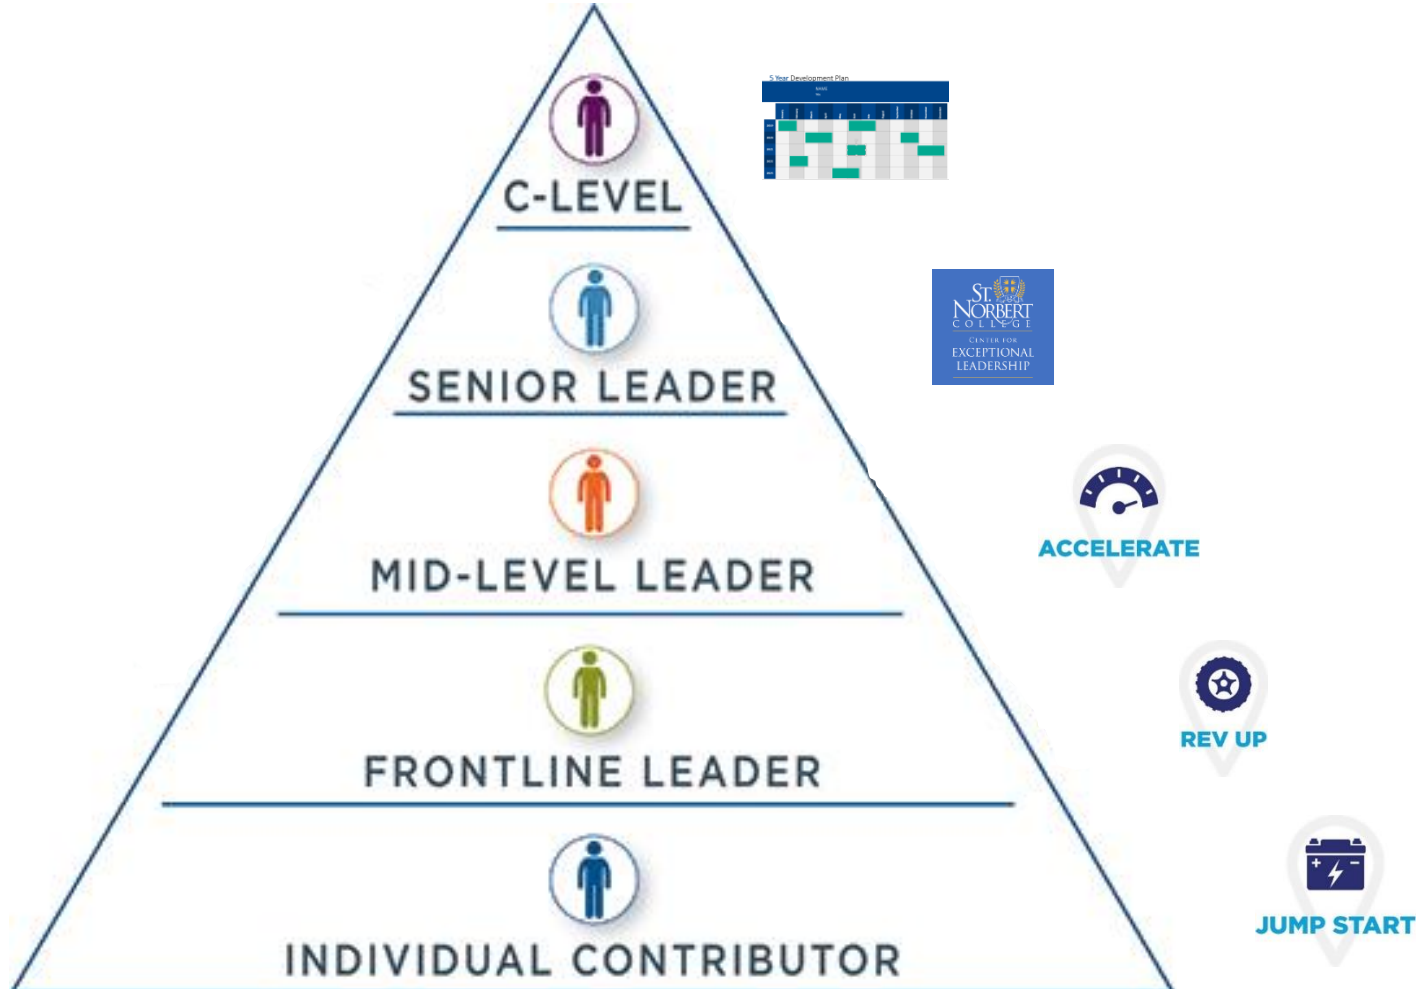 5 Year Development Plan
NAME
C-LEVEL
ST.
NORBERT
COLLEGE
CENTER FOR
EXCEPTIONAL
LEADERSHIP
SENIOR LEADER
MID-LEVEL LEADER
ACCELERATE
FRONTLINE LEADER
REV UP
INDIVIDUAL CONTRIBUTOR
JUMP START